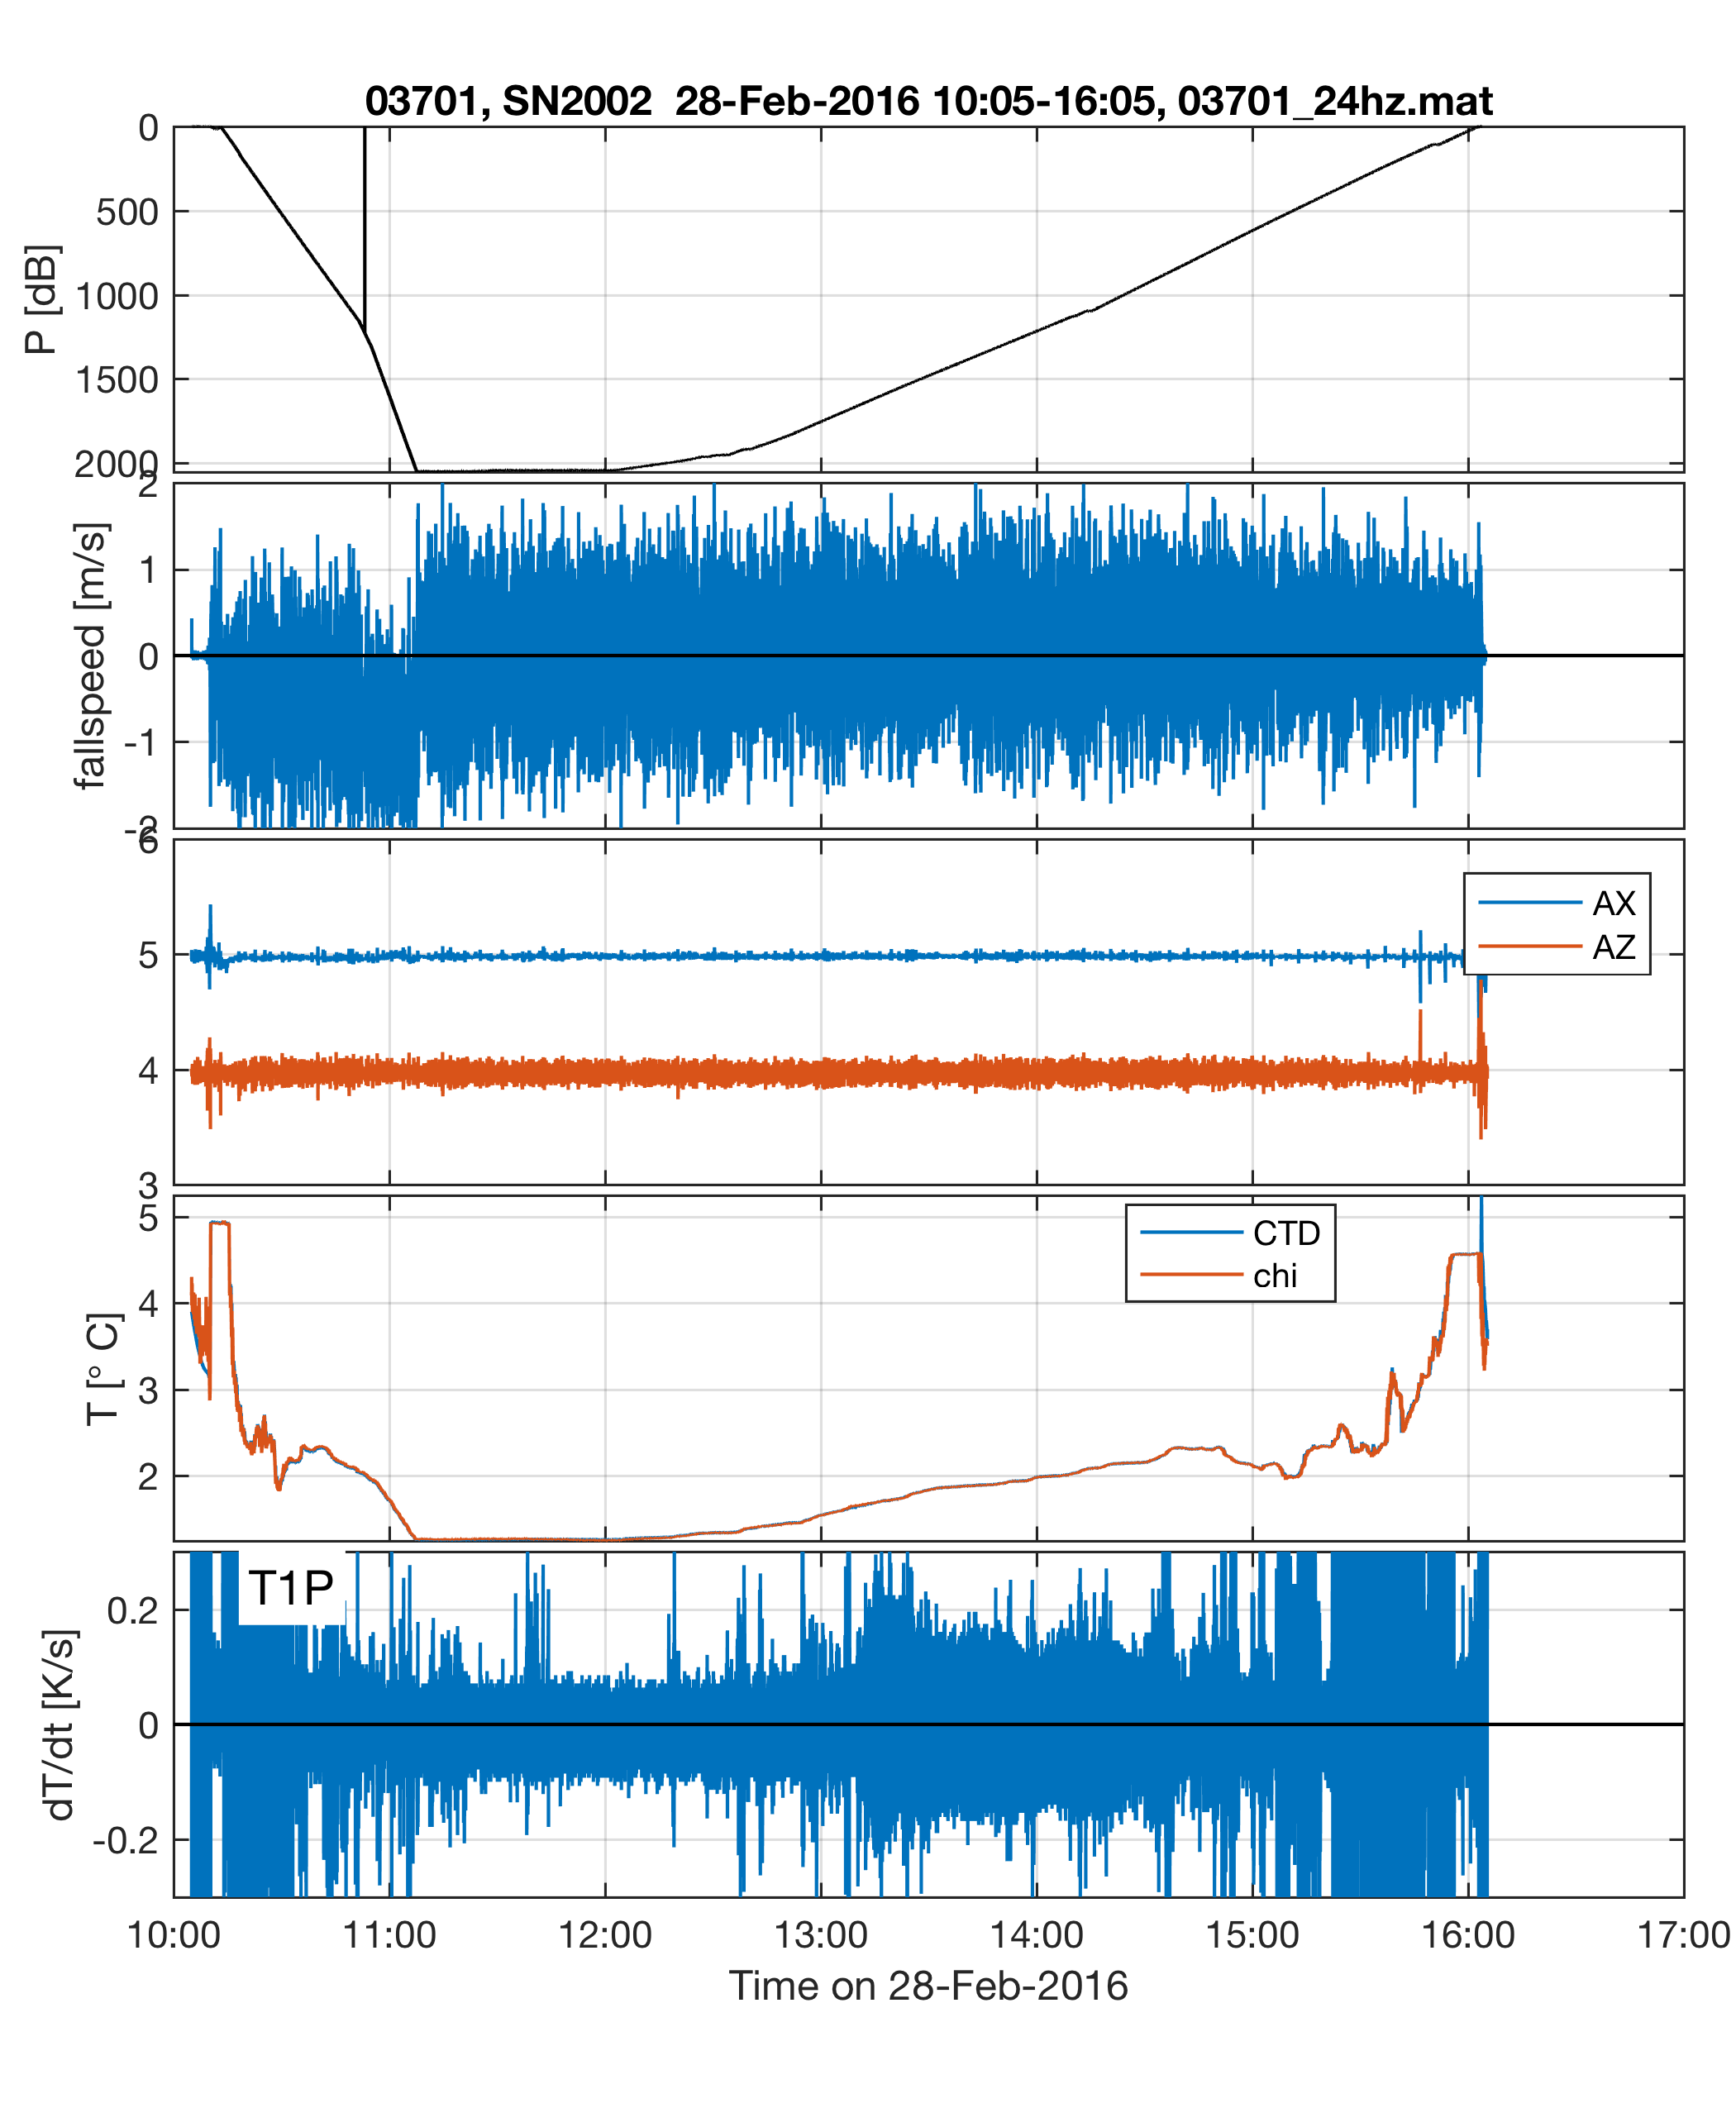 03701, SN2002  28-Feb-2016 10:05-16:05, 03701_24hz.mat
0
500
1000
1500
2000
P [dB]
2
1
0
-1
-2
fallspeed [m/s]
6
5
4
3
AX
AZ
5
4
3
2
T [° C]
CTD
chi
T1P
0.2
0
-0.2
dT/dt [K/s]
10:00 11:00 12:00 13:00 14:00 15:00 16:00 17:00
Time on 28-Feb-2016